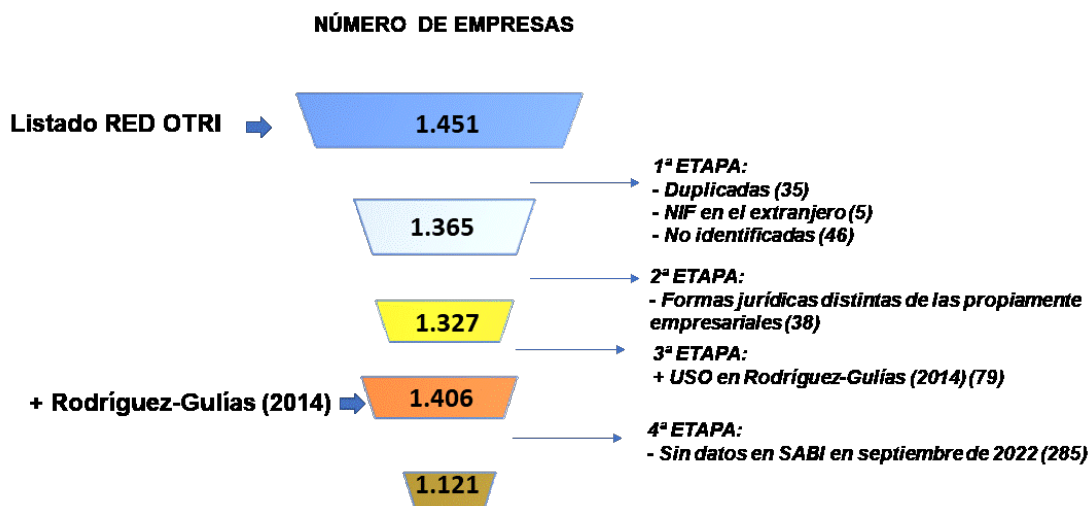 NÚMERO DE EMPRESAS
Listado RED OTRI
1.451
1ª ETAPA:
- Duplicadas (35)
- NIF en el extranjero (5)
- No identificadas (46)
1.365
2ª ETAPA:
- Formas jurídicas distintas de las propiamente
empresariales (38)
1.327
3ª ETAPA:
+ USO en Rodríguez-Gulías (2014) (79)
+ Rodríguez-Gulías (2014)
1.406
4ª ETAPA:
- Sin datos en SABI en septiembre de 2022 (285)
1.121